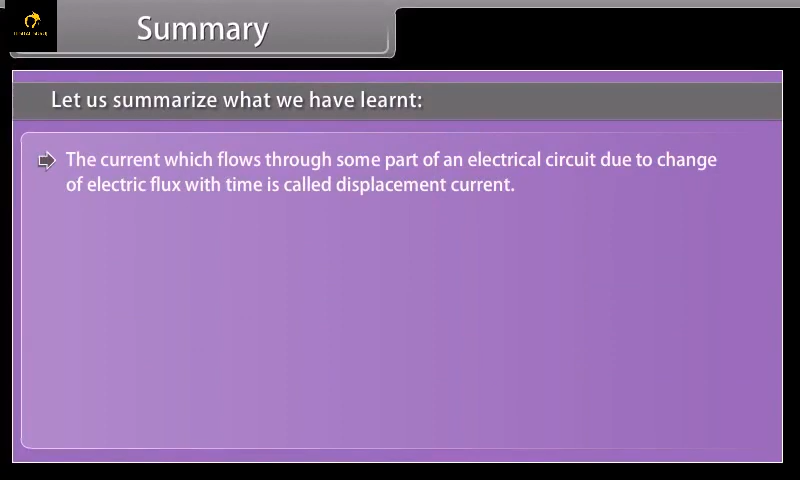 Summary
Let us summarize what we have learnt:
The current which flows through some part of an electrical circuit due to change
of electric flux with time is called displacement current.